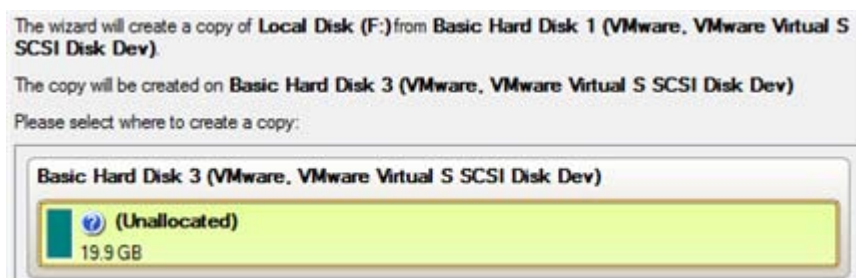 The wizard will create a copy of Local Disk (F:)from Basic Hard Disk 1 (VMware, VMware Virtual S
SCSI Disk Dev).
The copy will be created on Basic Hard Disk 3 (VMware, VMware Virtual S SCSI Disk Dev)
Please select where to create a copy:
Basic Hard Disk 3 (VMware, VMware Virtual S SCSI Disk Dev)
(Unallocated)
19.9 GB